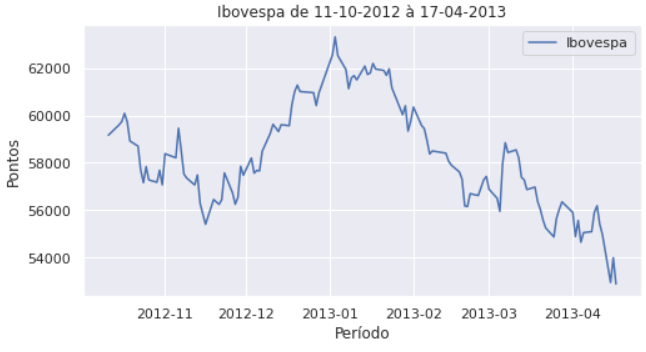 Ibovespa de 11-10-2012 à 17-04-2013
Ibovespa
62000
60000
58000
56000
54000
Pontos
2012-11 2012-12 2013-01 2013-02 2013-03 2013-04
Período